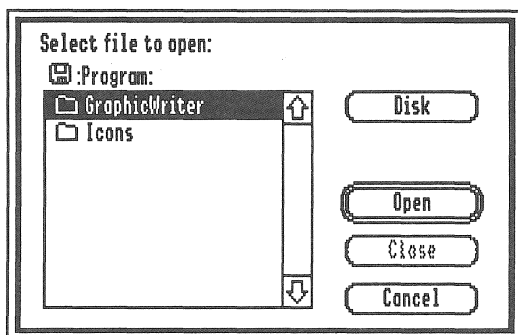 Select file to open:
:Program:
GraphicWriter
Icons
Disk
Open
Close
Cancel